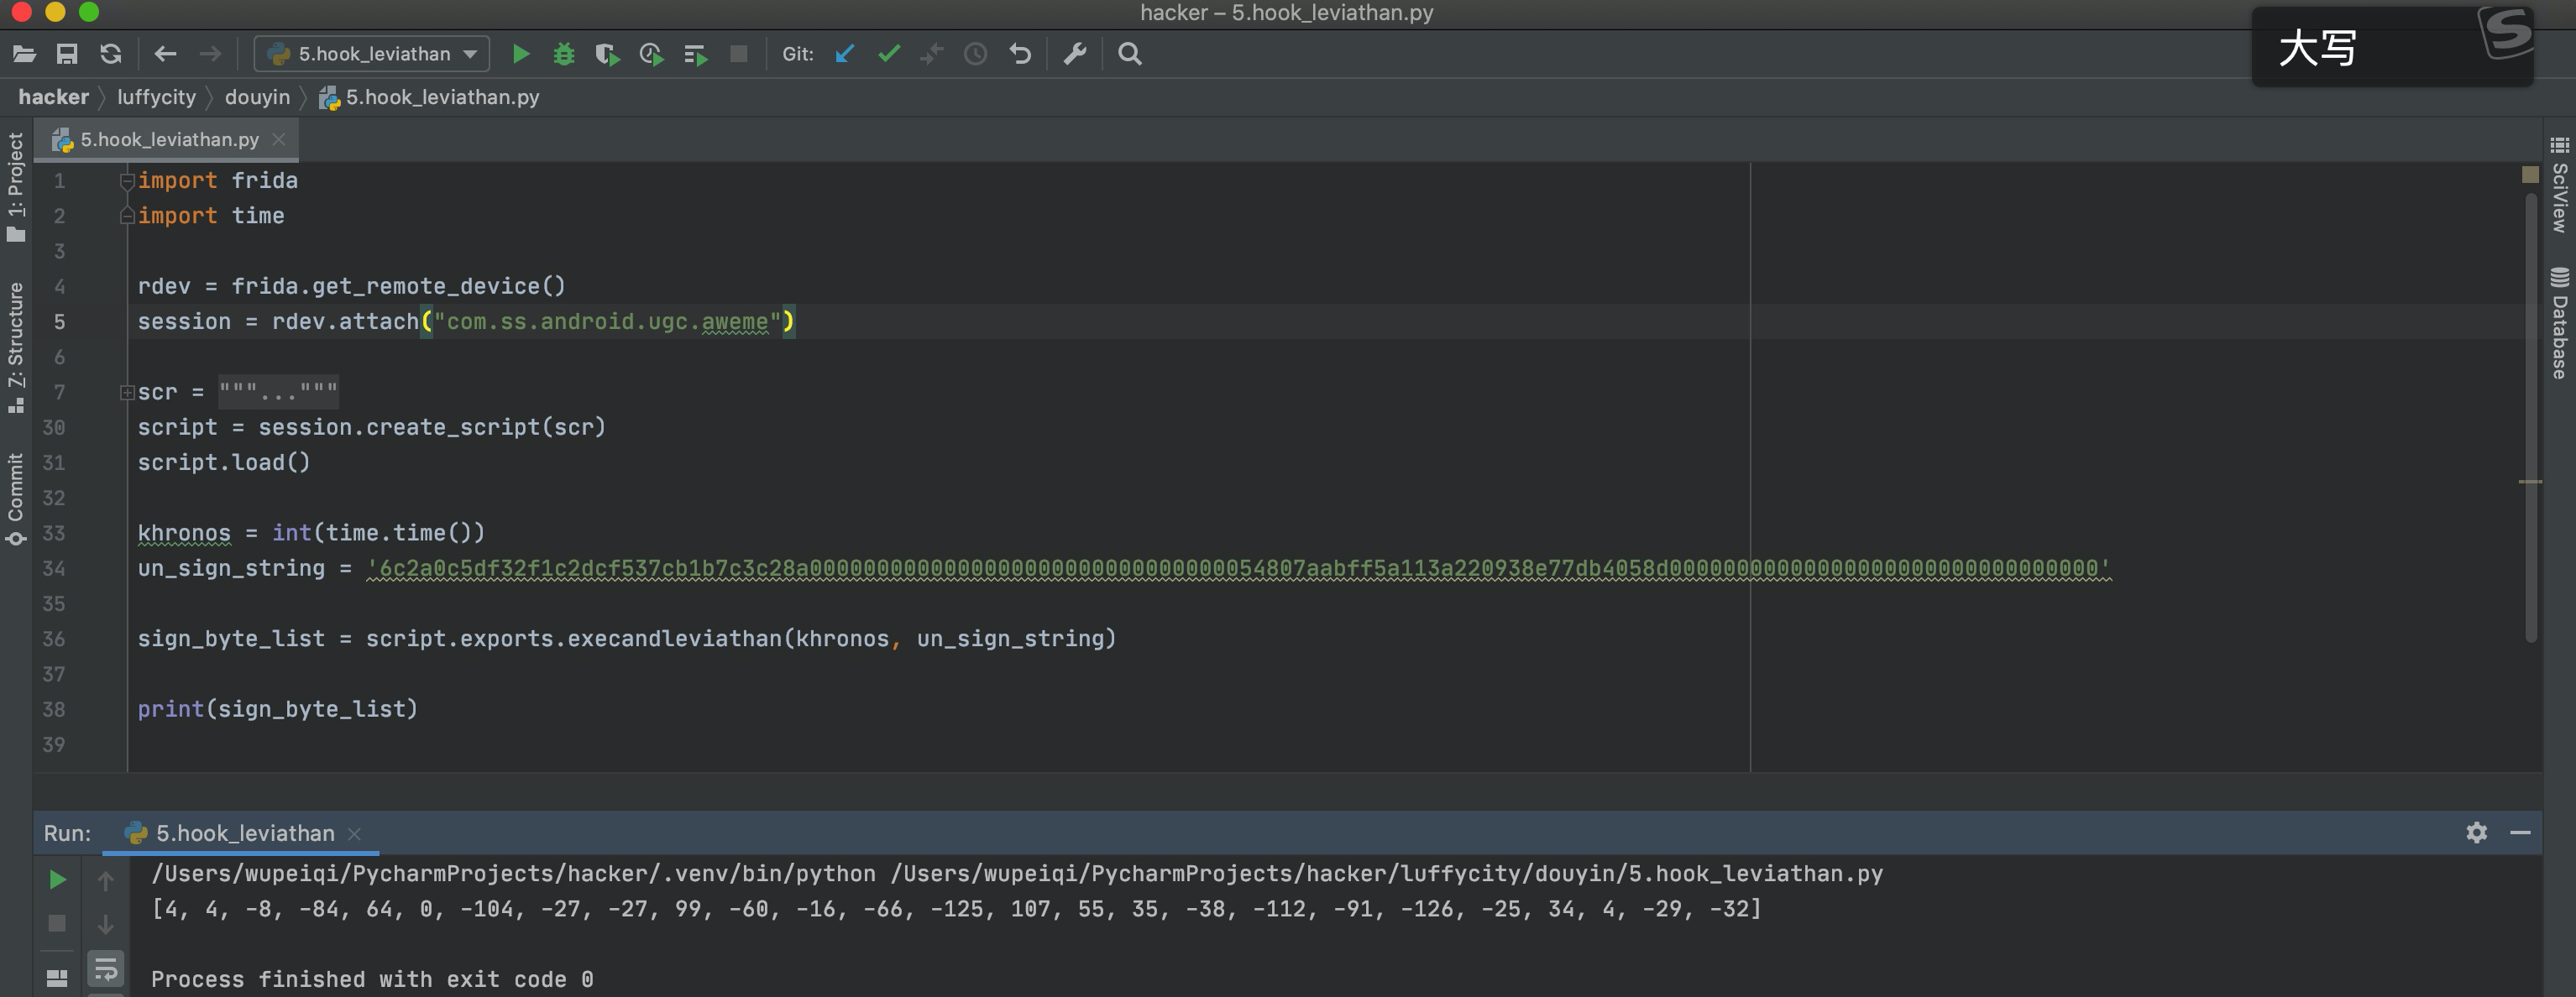 hacker – 5.hook_leviathan.py
大写
5.hook_leviathan
Git:
hacker luffycity douyin 5.hook_leviathan.py
5.hook_leviathan.py
1: Project
Z: Structure
Commit
SciView
Database
1 import frida
2 import time
3
4 rdev = frida.get_remote_device()
5 session = rdev.attach("com.ss.android.ugc.aweme")
6
7 scr = """..."""
30 script = session.create_script(scr)
31 script.load()
32
33 khronos = int(time.time())
34 un_sign_string = '6c2a0c5df32f1c2dcf537cb1b7c3c28a0000000000000000000000000000000054807aabff5a113a220938e77db4058d00000000000000000000000000000000'
35
36 sign_byte_list = script.exports.execandleviathan(khronos, un_sign_string)
37
38 print(sign_byte_list)
39
Run: 5.hook_leviathan
/Users/wupeiqi/PycharmProjects/hacker/.venv/bin/python /Users/wupeiqi/PycharmProjects/hacker/luffycity/douyin/5.hook_leviathan.py
[4, 4, -8, -84, 64, 0, -104, -27, -27, 99, -60, -16, -66, -125, 107, 55, 35, -38, -112, -91, -126, -25, 34, 4, -29, -32]
Process finished with exit code 0